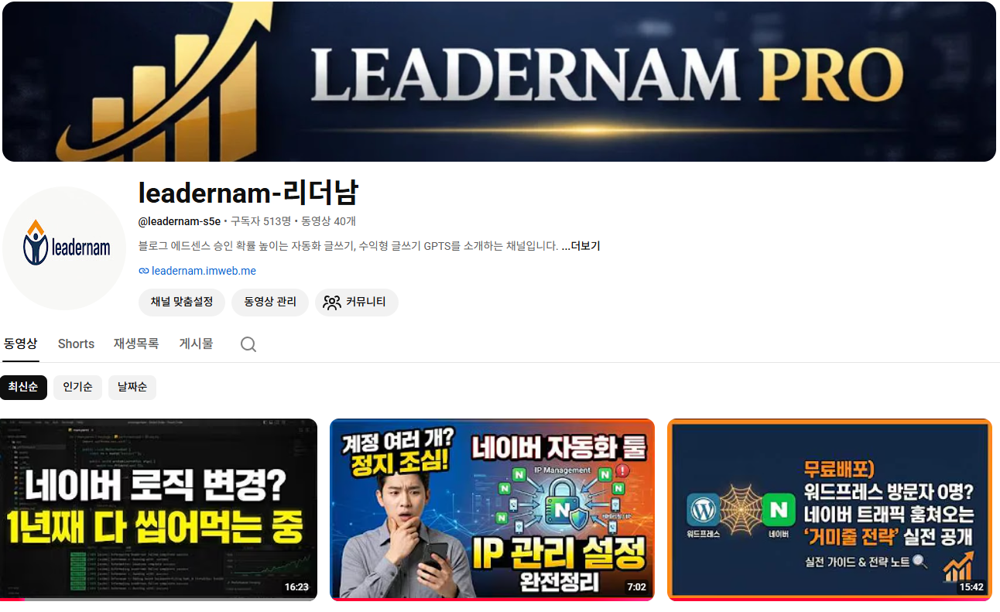 LEADERNAM PRO
leadernam
leadernam-리더남
@leadernam-s5e • 구독자 513명 • 동영상 40개
블로그 에드센스 승인 확률 높이는 자동화 글쓰기, 수익형 글쓰기 GPTS를 소개하는 채널입니다. ...더보기
leadernam.imweb.me
채널 맞춤설정
동영상 관리
커뮤니티
동영상
Shorts
재생목록
게시물
최신순
인기순
날짜순
네이버 로직 변경?
1년째 다 씹어먹는 중
16:23
계정 여러 개?
정지 조심!
네이버 자동화 툴
IP Management
N
N
N
N
N
N
IP 관리 설정
완전정리
7:02
무료배포)
워드프레스 방문자 0명?
네이버 트래픽 훔쳐오는
‘거미줄 전략’ 실전 공개
실전 가이드 & 전략 노트
W
N
워드프레스
네이버
15:42